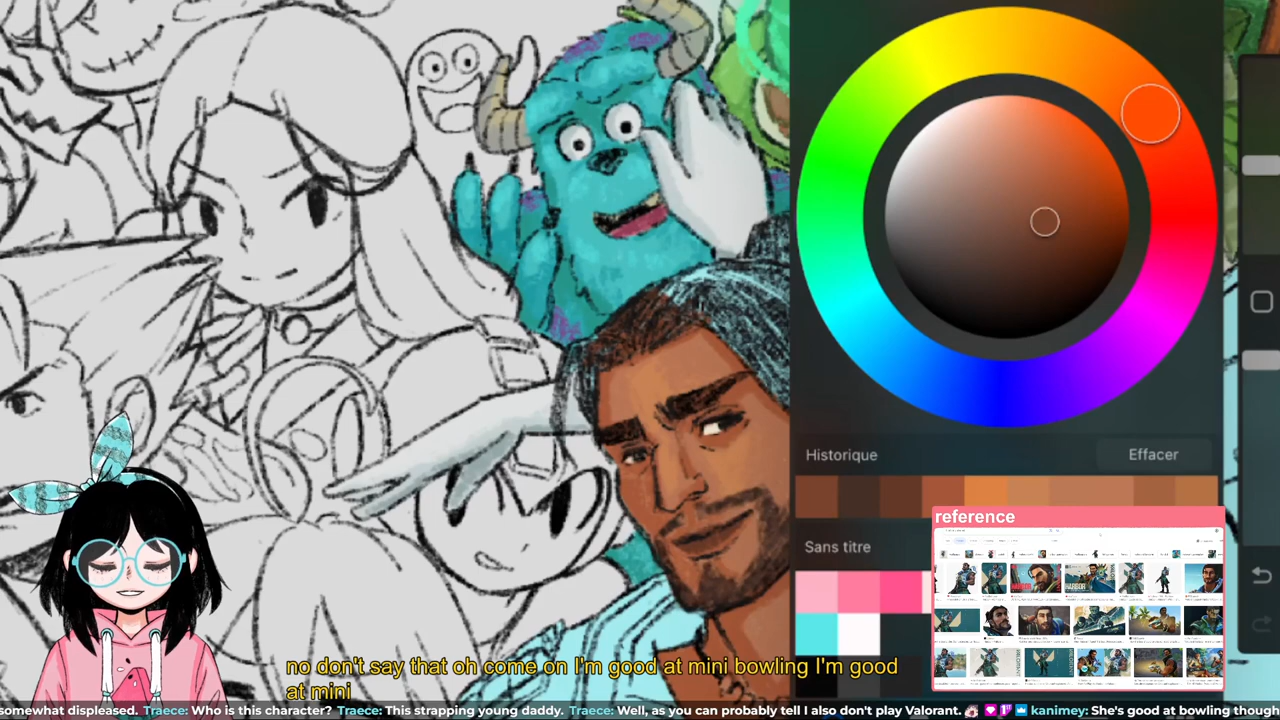 Historique
Effacer
reference
Sans titre
no don't say that oh come on I'm good at mini bowling I'm good
at mini
somewhat displeased. Traece: Who is this character? Traece: This strapping young daddy. Traece: Well, as you can probably tell I also don't play Valorant. kanimey: She's good at bowling though